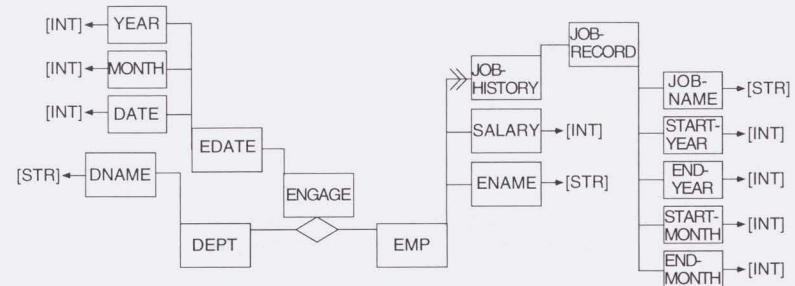 [INT]
YEAR
[INT]
MONTH
[INT]
DATE
EDATE
[STR]
DNAME
ENGAGE
DEPT
EMP
JOB-
HISTORY
JOB-
RECORD
SALARY
[INT]
ENAME
[STR]
JOB-
NAME
[STR]
START-
YEAR
[INT]
END-
YEAR
[INT]
START-
MONTH
[INT]
END-
MONTH
[INT]